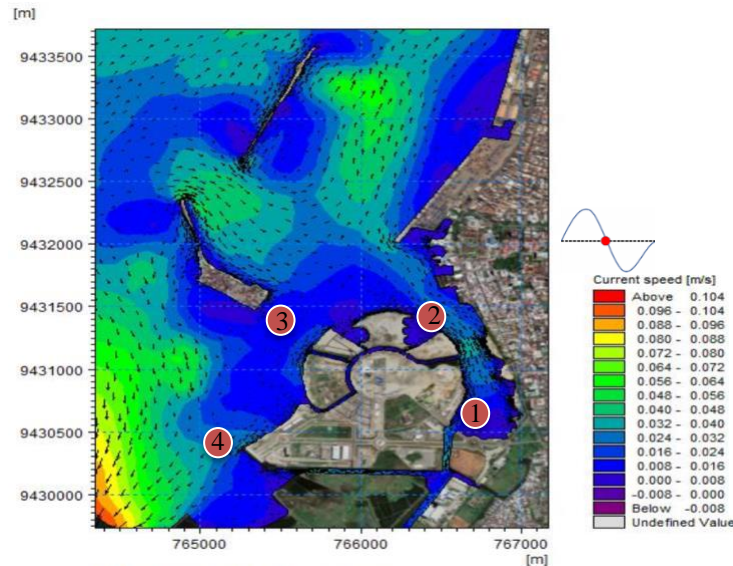 [m]
9433500
9433000
9432500
9432000
9431500
9431000
9430500
9430000
765000 766000 767000
[m]
1
2
3
4
Current speed [m/s]
Above 0.104
0.096 - 0.104
0.088 - 0.096
0.080 - 0.088
0.072 - 0.080
0.064 - 0.072
0.056 - 0.064
0.048 - 0.056
0.040 - 0.048
0.032 - 0.040
0.024 - 0.032
0.016 - 0.024
0.008 - 0.016
0.000 - 0.008
-0.008 - 0.000
Below -0.008
Undefined Value